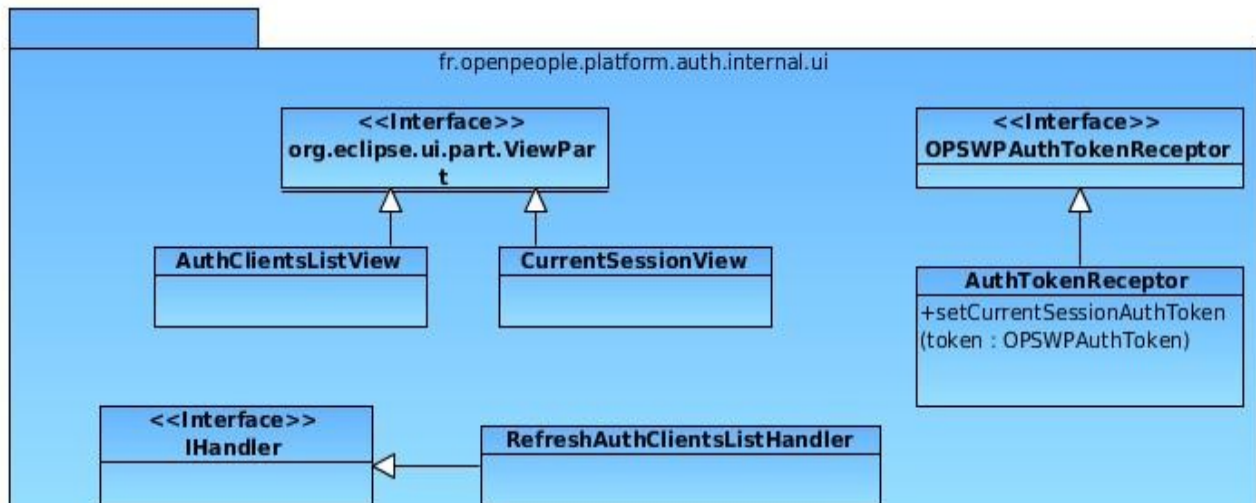 fr.openpeople.platform.auth.internal.ui
<<Interface>>
org.eclipse.ui.part.ViewPar
t
<<Interface>>
OPSWPAuthTokenReceptor
AuthClientsListView
CurrentSessionView
AuthTokenReceptor
+setCurrentSessionAuthToken
(token : OPSWPAuthToken)
<<Interface>>
IHandler
RefreshAuthClientsListHandler